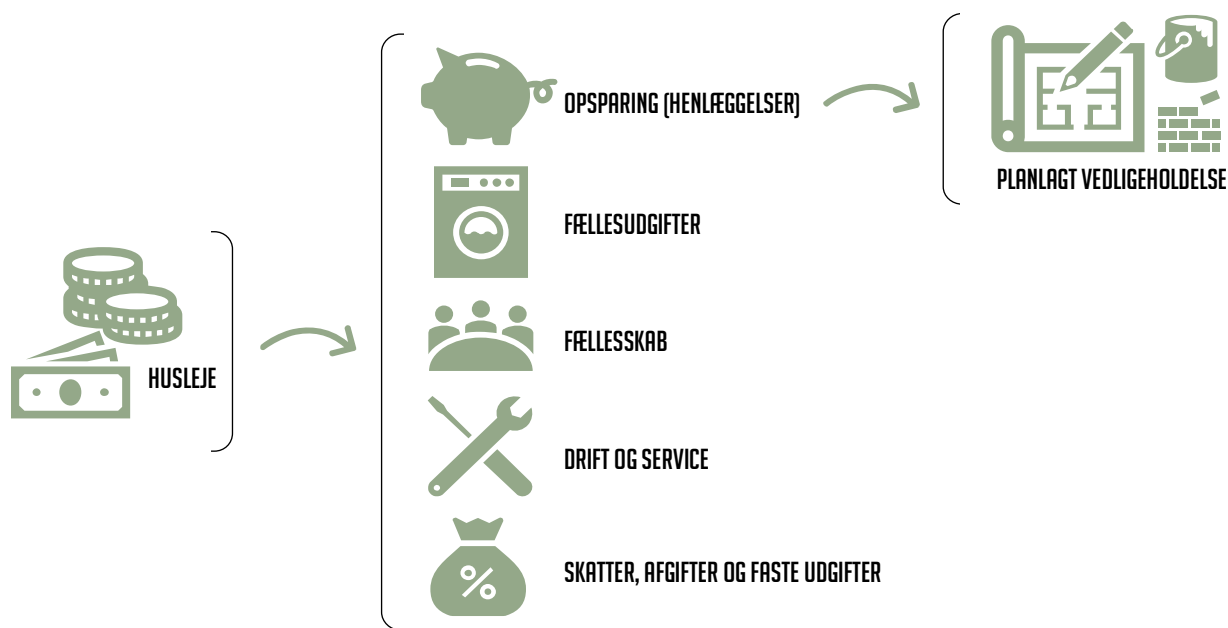 HUSLEJE
OPSPARING (HENLÆGGELSER)
PLANLAGT VEDLIGEHOLDELSE
FÆLLESUDGIFTER
FÆLLESSKAB
DRIFT OG SERVICE
%
SKATTER, AFGIFTER OG FASTE UDGIFTER